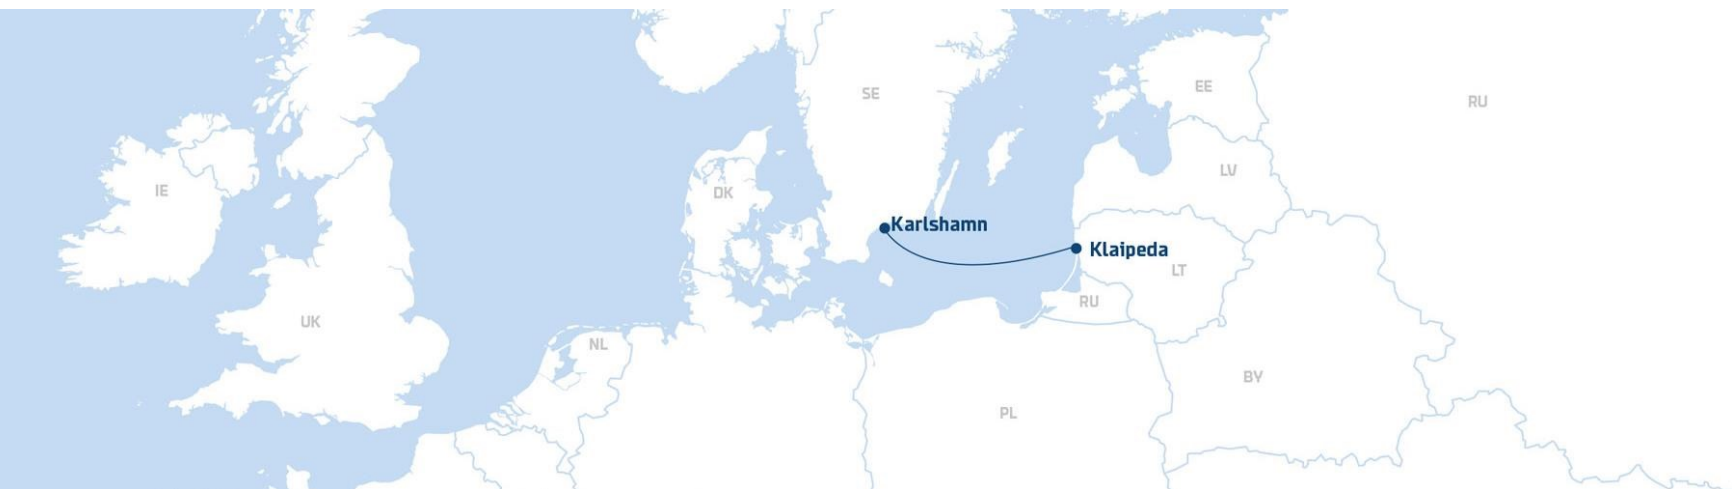 SE
EE
RU
LV
IE
DK
Karlshamn
Klaipeda
LT
RU
UK
NL
BY
PL